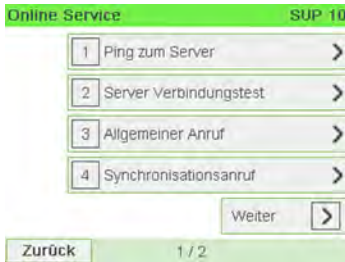 Online Service SUP 10
1 Ping zum Server
2 Server Verbindungstest
3 Allgemeiner Anruf
4 Synchronisationsanruf
Weiter
Zurück 1 / 2